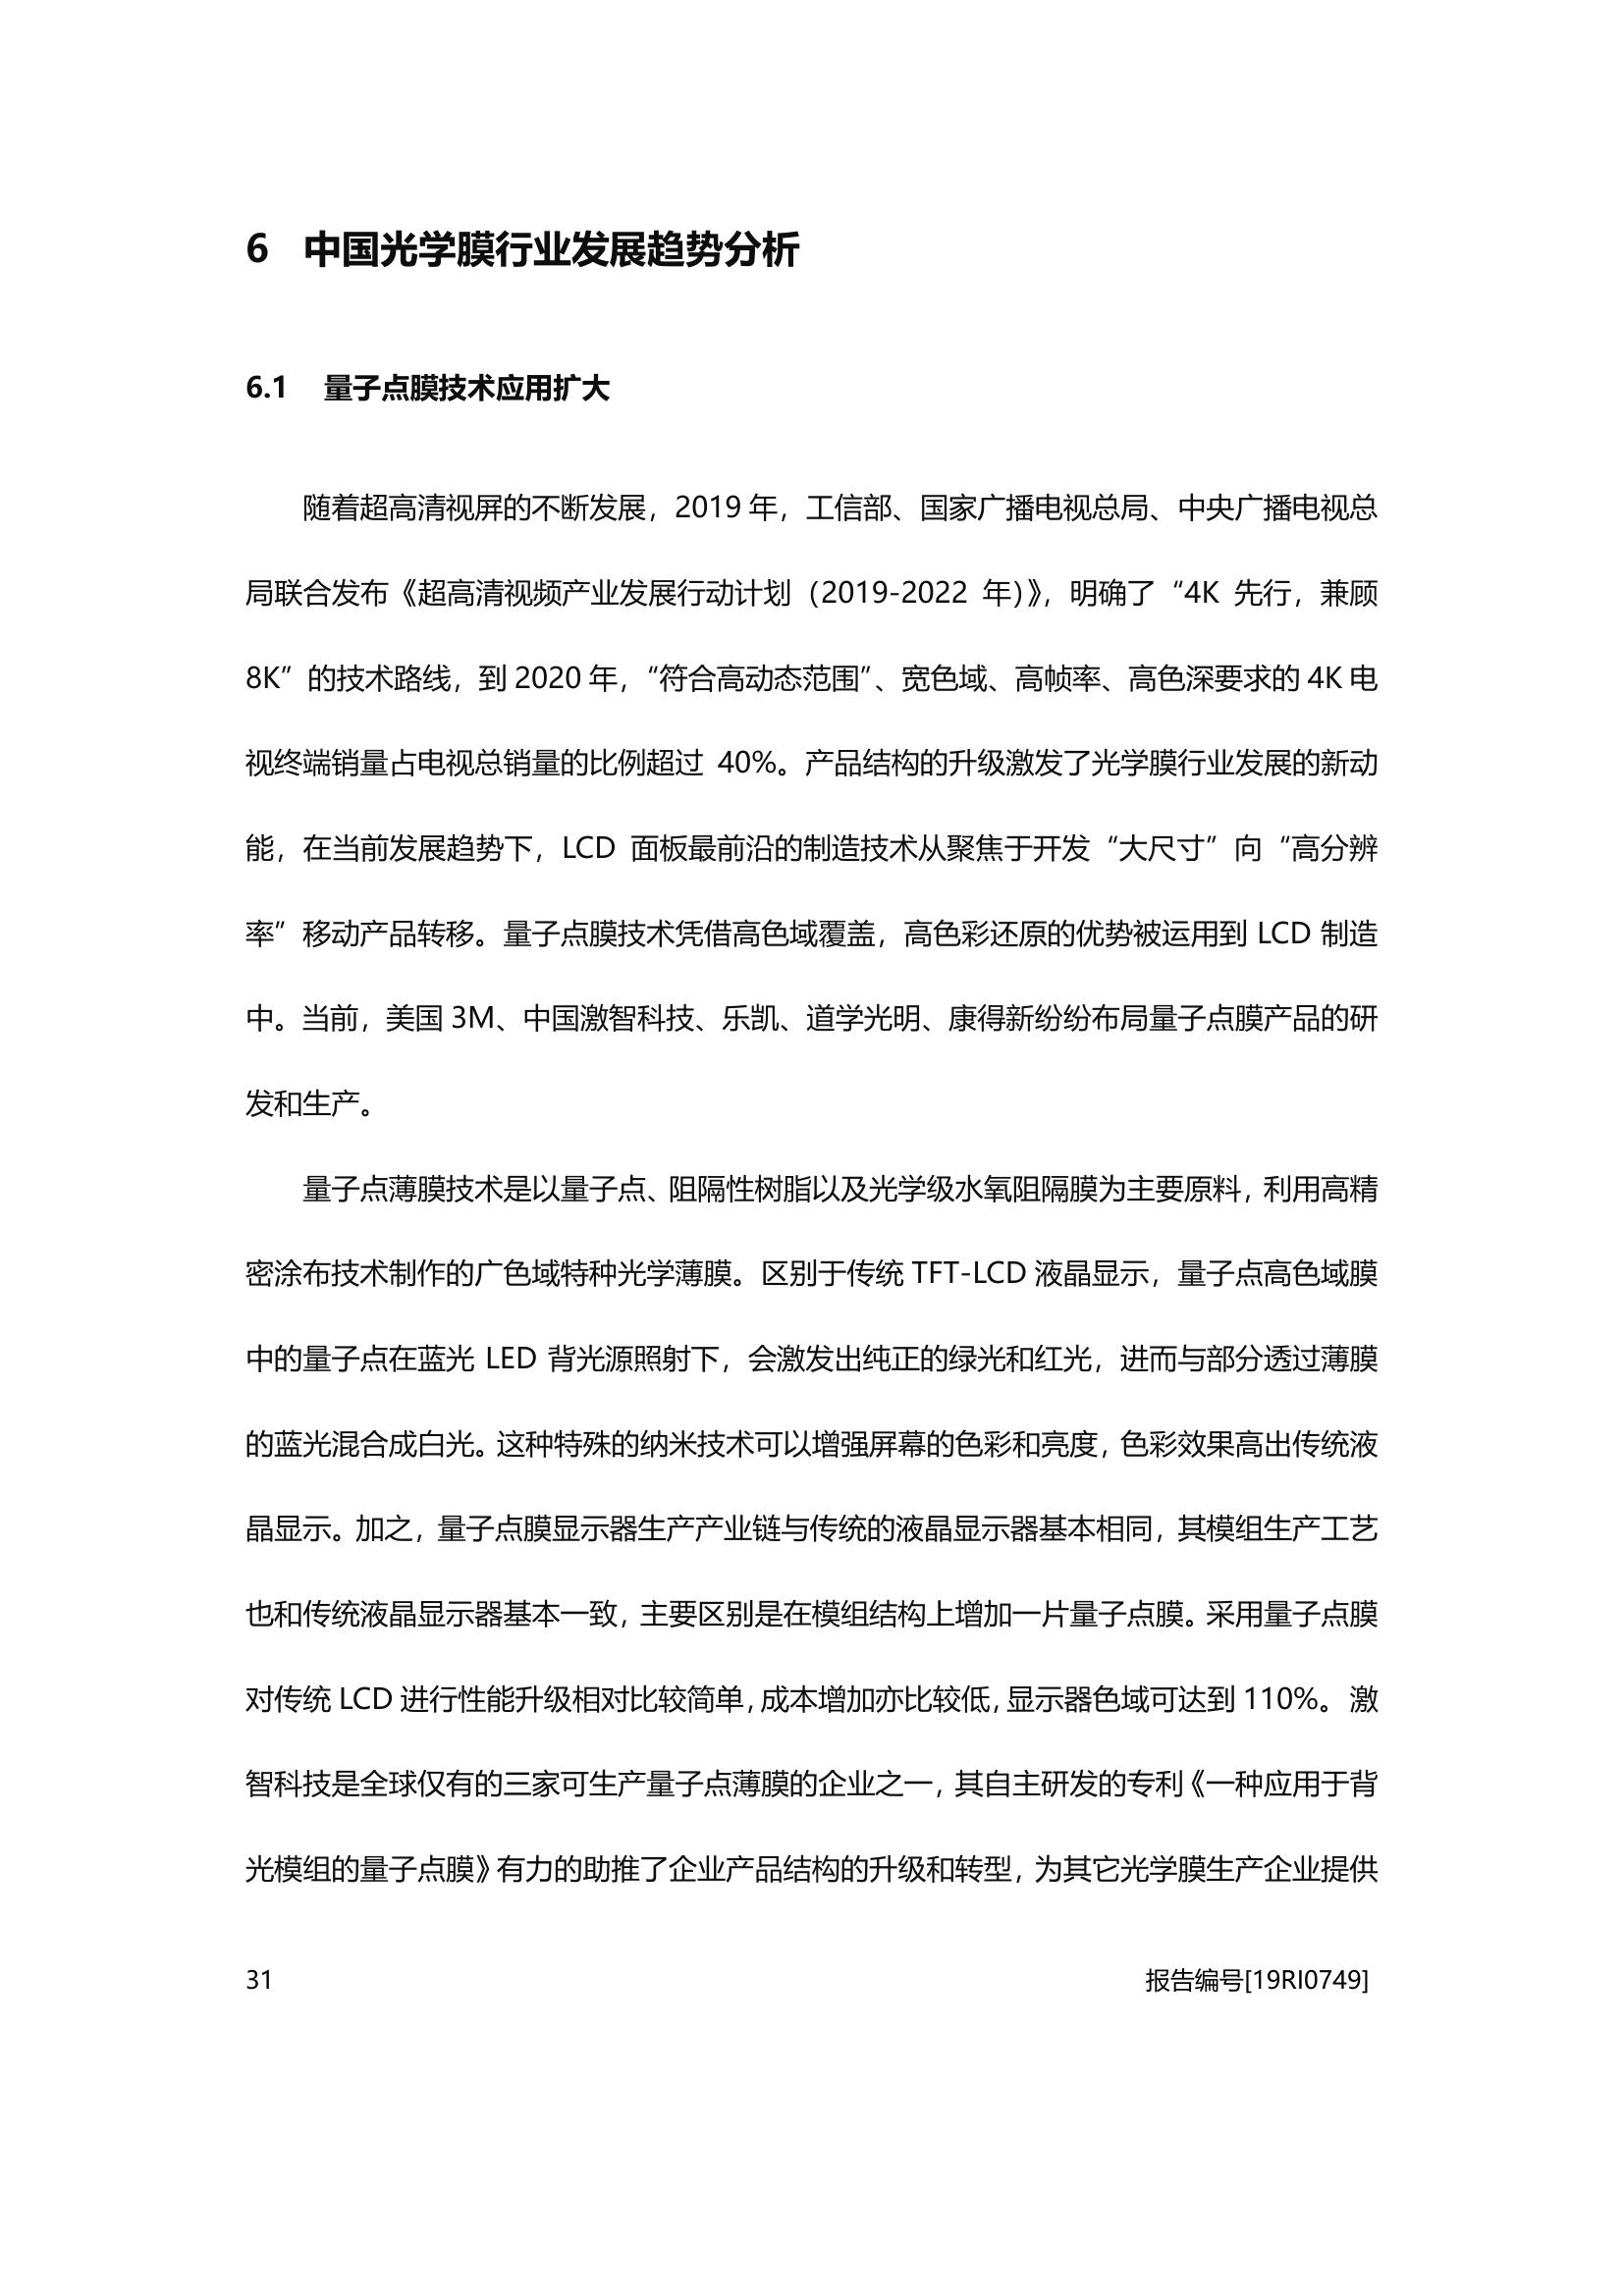 6 中国光学膜行业发展趋势分析
6.1 量子点膜技术应用扩大
随着超高清视屏的不断发展，2019 年，工信部、国家广播电视总局、中央广播电视总
局联合发布《超高清视频产业发展行动计划（2019-2022 年）》，明确了“4K 先行，兼顾
8K”的技术路线，到 2020 年，“符合高动态范围”、宽色域、高帧率、高色深要求的 4K 电
视终端销量占电视总销量的比例超过 40%。产品结构的升级激发了光学膜行业发展的新动
能，在当前发展趋势下，LCD 面板最前沿的制造技术从聚焦于开发“大尺寸”向“高分辨
率”移动产品转移。量子点膜技术凭借高色域覆盖，高色彩还原的优势被运用到 LCD 制造
中。当前，美国 3M、中国激智科技、乐凯、道学光明、康得新纷纷布局量子点膜产品的研
发和生产。
量子点薄膜技术是以量子点、阻隔性树脂以及光学级水氧阻隔膜为主要原料，利用高精
密涂布技术制作的广色域特种光学薄膜。区别于传统 TFT-LCD 液晶显示，量子点高色域膜
中的量子点在蓝光 LED 背光源照射下，会激发出纯正的绿光和红光，进而与部分透过薄膜
的蓝光混合成白光。这种特殊的纳米技术可以增强屏幕的色彩和亮度，色彩效果高出传统液
晶显示。加之，量子点膜显示器生产产业链与传统的液晶显示器基本相同，其模组生产工艺
也和传统液晶显示器基本一致，主要区别是在模组结构上增加一片量子点膜。采用量子点膜
对传统 LCD 进行性能升级相对比较简单，成本增加亦比较低，显示器色域可达到 110%。激
智科技是全球仅有的三家可生产量子点薄膜的企业之一，其自主研发的专利《一种应用于背
光模组的量子点膜》有力的助推了企业产品结构的升级和转型，为其它光学膜生产企业提供
31 报告编号[19RI0749]